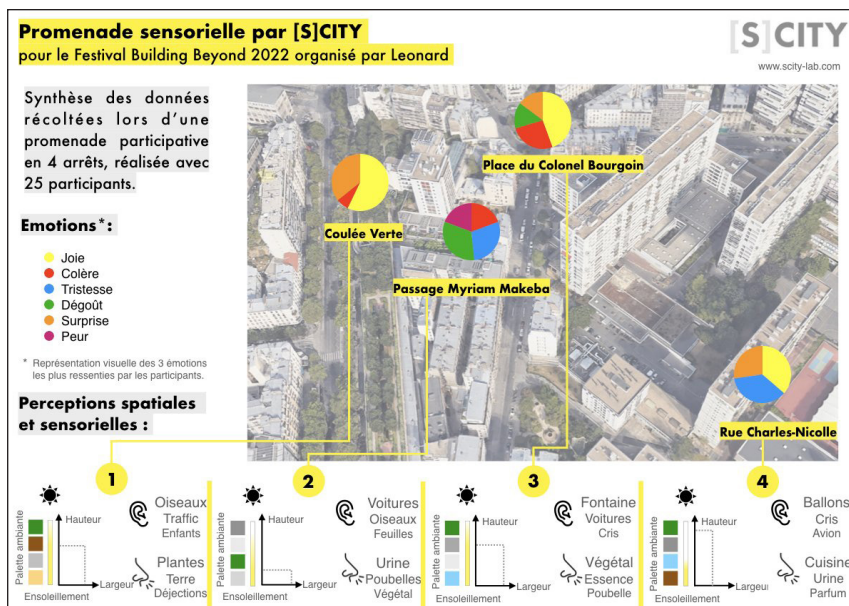 Promenade sensorielle par [S]CITY
pour le Festival Building Beyond 2022 organisé par Leonard
[S]CITY
www.scity-lab.com
Synthèse des données
récoltées lors d'une
promenade participative
en 4 arrêts, réalisée avec
25 participants.
Emotions*:
Joie
Colère
Tristesse
Dégoût
Surprise
Peur
* Représentation visuelle des 3 émotions
les plus ressenties par les participants.
Place du Colonel Bourgoin
Coulée Verte
Passage Myriam Makeba
Rue Charles-Nicolle
Perceptions spatiales
et sensorielles :
1
Palette ambiante
Hauteur
Largeur
Ensoleillement
Oiseaux
Traffic
Enfants
Plantes
Terre
Déjections
2
Palette ambiante
Hauteur
Largeur
Ensoleillement
Voitures
Oiseaux
Feuilles
Urine
Poubelles
Végétal
3
Palette ambiante
Hauteur
Largeur
Ensoleillement
Fontaine
Voitures
Cris
Végétal
Essence
Poubelle
4
Palette ambiante
Hauteur
Largeur
Ensoleillement
Ballons
Cris
Avion
Cuisine
Urine
Parfum